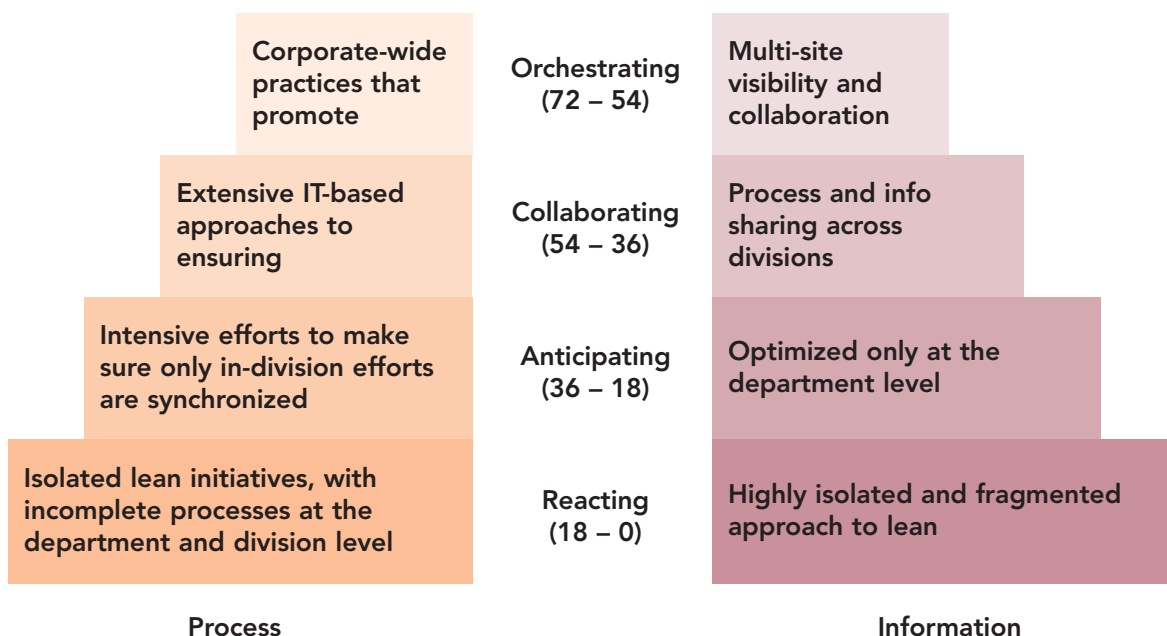 Corporate-wide
practices that
promote
Orchestrating
(72 – 54)
Multi-site
visibility and
collaboration
Extensive IT-based
approaches to
ensuring
Collaborating
(54 – 36)
Process and info
sharing across
divisions
Intensive efforts to make
sure only in-division efforts
are synchronized
Anticipating
(36 – 18)
Optimized only at the
department level
Isolated lean initiatives, with
incomplete processes at the
department and division level
Reacting
(18 – 0)
Highly isolated and fragmented
approach to lean
Process
Information